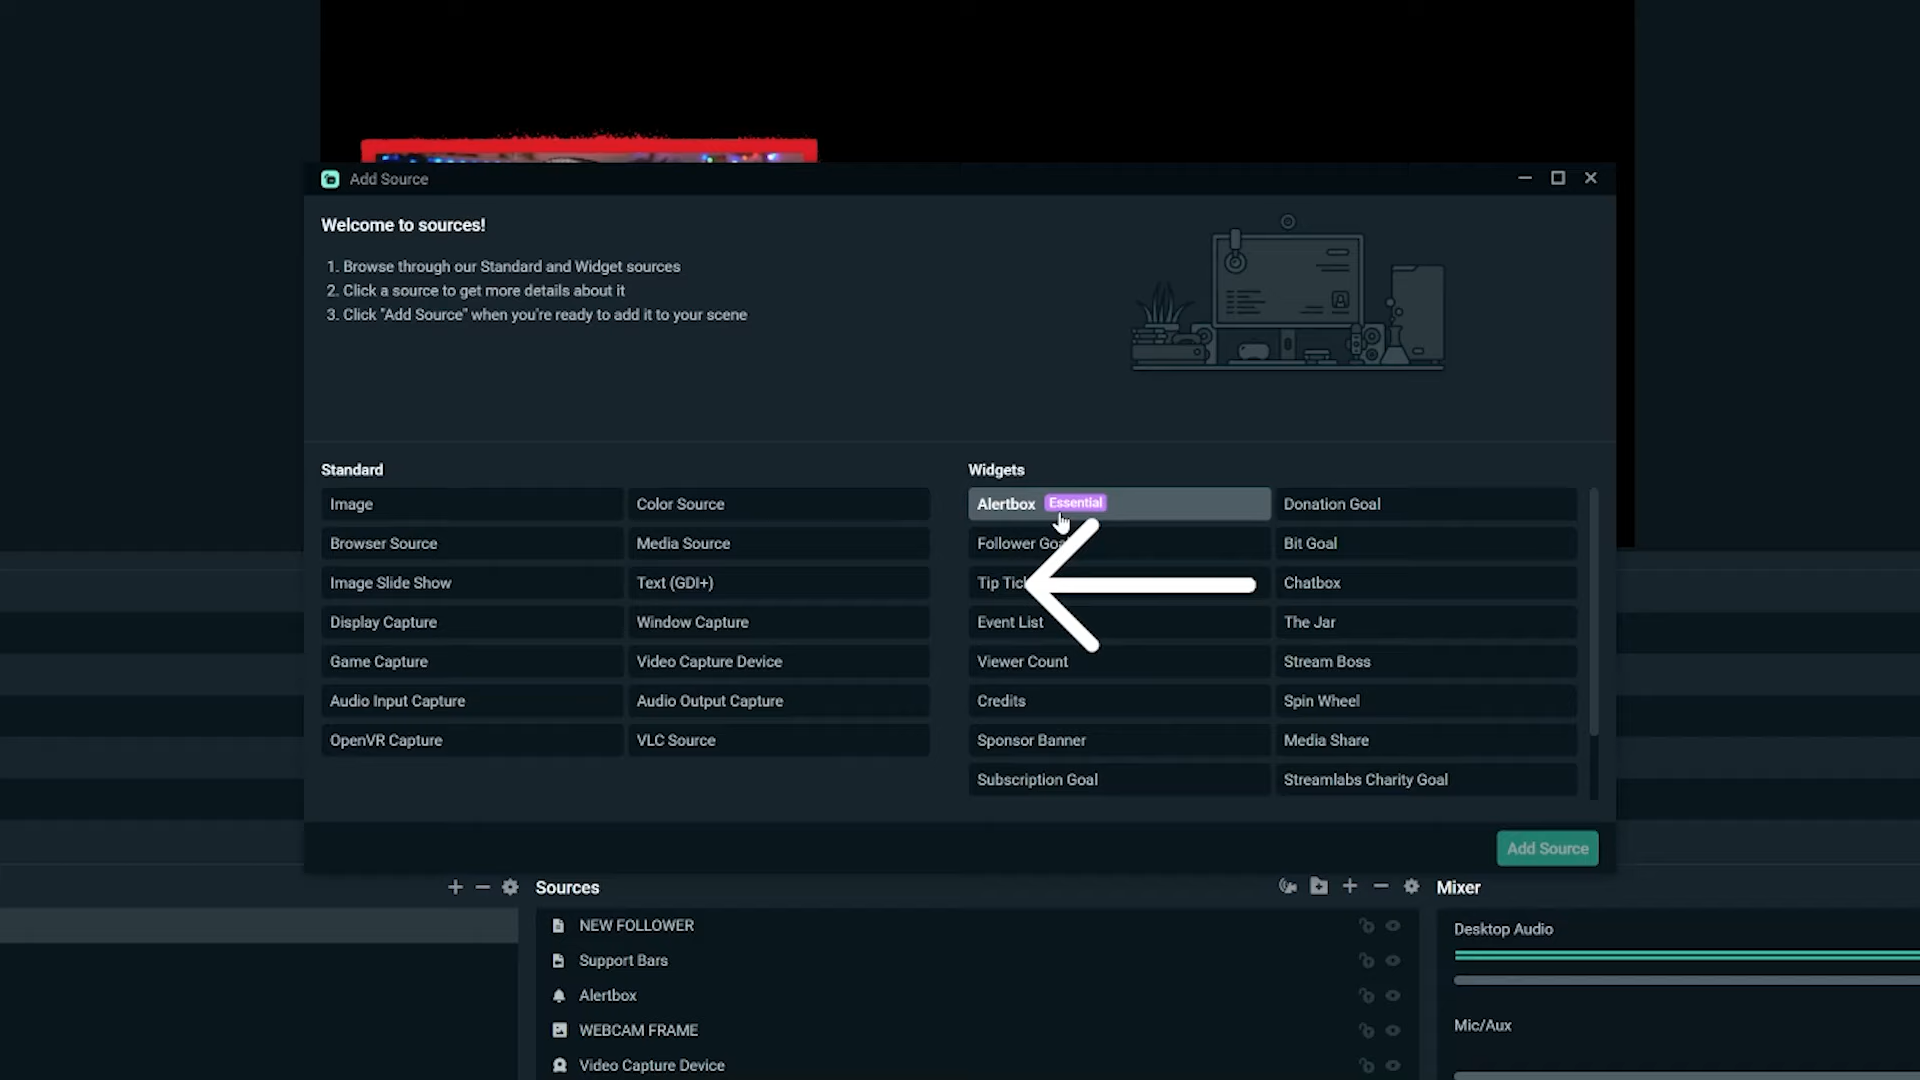 Add Source
Welcome to sources!
1. Browse through our Standard and Widget sources
2. Click a source to get more details about it
3. Click "Add Source" when you're ready to add it to your scene
Standard
Image
Color Source
Browser Source
Media Source
Image Slide Show
Text (GDI+)
Display Capture
Window Capture
Game Capture
Video Capture Device
Audio Input Capture
Audio Output Capture
OpenVR Capture
VLC Source
Widgets
Alertbox Essential
Donation Goal
Follower
Bit Goal
Tip
Chatbox
Event List
The Jar
Viewer Count
Stream Boss
Credits
Spin Wheel
Sponsor Banner
Media Share
Subscription Goal
Streamlabs Charity Goal
Add Source
Sources
NEW FOLLOWER
Support Bars
Alertbox
WEBCAM FRAME
Video Capture Device
Mixer
Desktop Audio
Mic/Aux